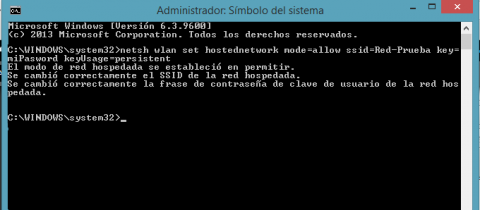 Administrador: Símbolo del sistema
Microsoft Windows [Versión 6.3.9600]
(c) 2013 Microsoft Corporation. Todos los derechos reservados.
C:\WINDOWS\system32>netsh wlan set hostednetwork mode=allow ssid=Red-Prueba key=
miPasword keyUsage=persistent
El modo de red hospedada se estableció en permitir.
Se cambió correctamente el SSID de la red hospedada.
Se cambió correctamente la frase de contraseña de clave de usuario de la red hos
pedada.
C:\WINDOWS\system32>_